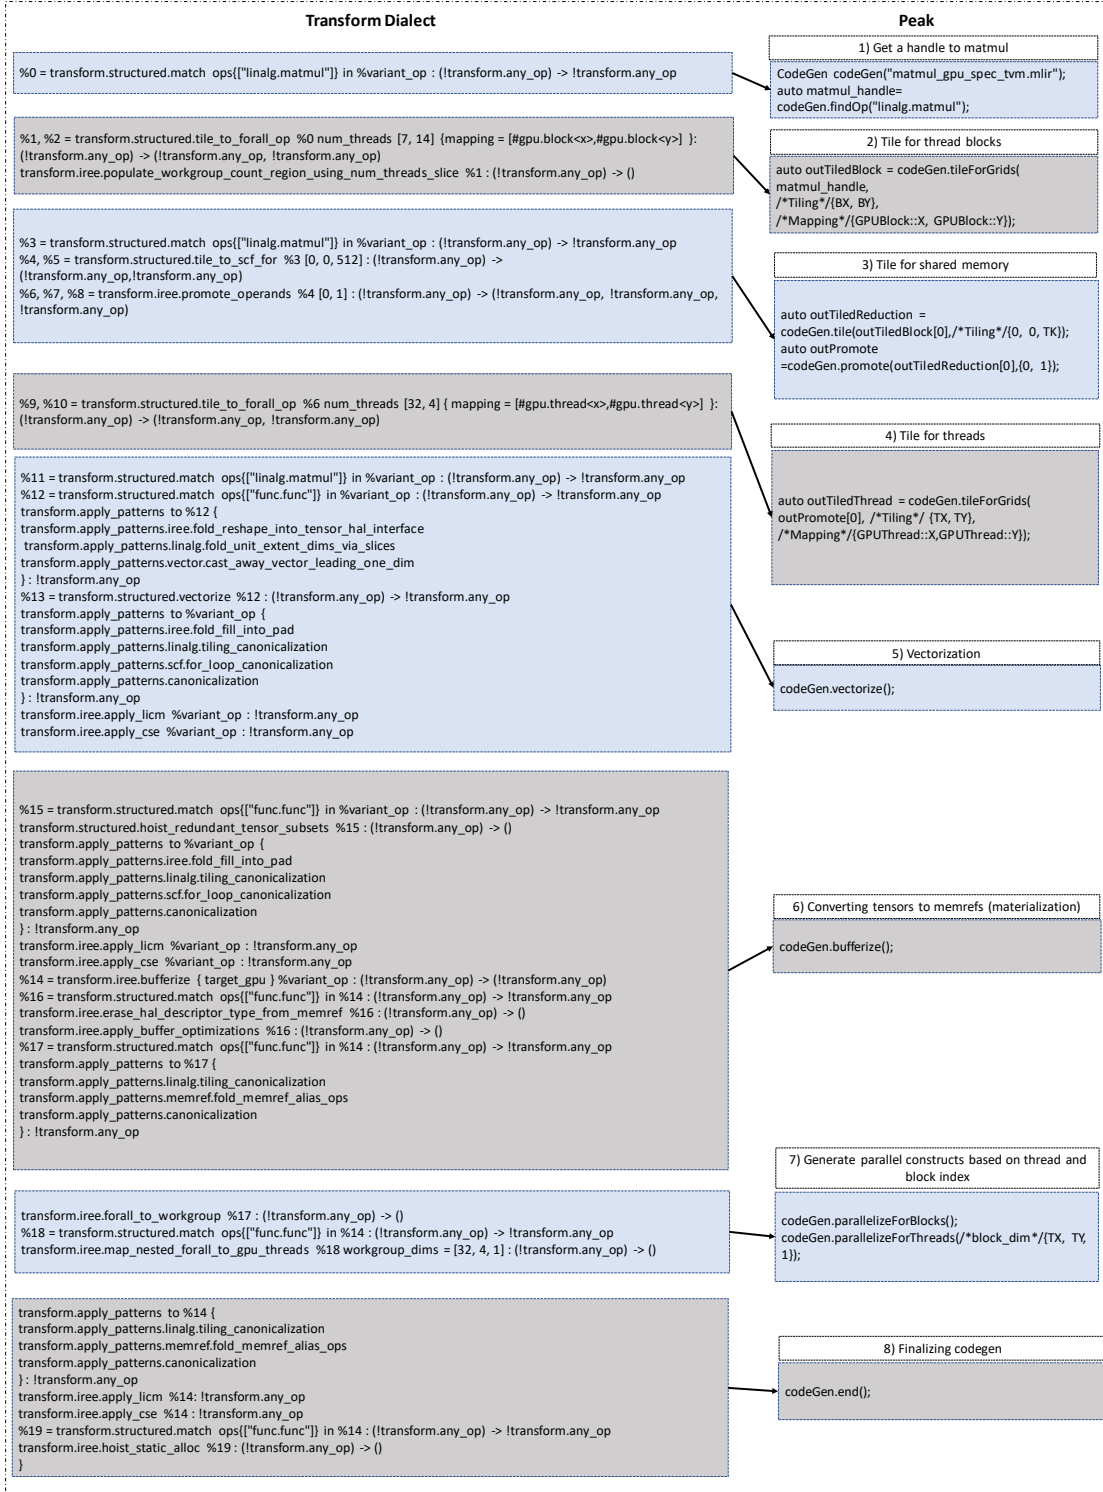 Transform Dialect
Peak
%0 = transform.structured.match ops{["linalg.matmul"]} in %variant_op : (!transform.any_op) -> !transform.any_op
1) Get a handle to matmul
CodeGen codeGen("matmul_gpu_spec_tvm.mlir");
auto matmul_handle=
codeGen.findOp("linalg.matmul");
%1, %2 = transform.structured.tile_to_forall_op %0 num_threads [7, 14] {mapping = [#gpu.block<x>,#gpu.block<y>] }:
(!transform.any_op) -> (!transform.any_op, !transform.any_op)
transform.iree.populate_workgroup_count_region_using_num_threads_slice %1 : (!transform.any_op) -> ()
2) Tile for thread blocks
auto outTiledBlock = codeGen.tileForGrids(
matmul_handle,
/*Tiling*/{BX, BY},
/*Mapping*/{GPUBlock::X, GPUBlock::Y});
%3 = transform.structured.match ops{["linalg.matmul"]} in %variant_op : (!transform.any_op) -> !transform.any_op
%4, %5 = transform.structured.tile_to_scf_for %3 [0, 0, 512] : (!transform.any_op) ->
(!transform.any_op,!transform.any_op)
%6, %7, %8 = transform.iree.promote_operands %4 [0, 1] : (!transform.any_op) -> (!transform.any_op, !transform.any_op,
!transform.any_op)
3) Tile for shared memory
auto outTiledReduction =
codeGen.tile(outTiledBlock[0],/*Tiling*/{0, 0, TK});
auto outPromote
=codeGen.promote(outTiledReduction[0],{0, 1});
%9, %10 = transform.structured.tile_to_forall_op %6 num_threads [32, 4] { mapping = [#gpu.thread<x>,#gpu.thread<y>] }:
(!transform.any_op) -> (!transform.any_op, !transform.any_op)
4) Tile for threads
auto outTiledThread = codeGen.tileForGrids(
outPromote[0], /*Tiling*/ {TX, TY},
/*Mapping*/{GPUThread::X,GPUThread::Y});
%11 = transform.structured.match ops{["linalg.matmul"]} in %variant_op : (!transform.any_op) -> !transform.any_op
%12 = transform.structured.match ops{["func.func"]} in %variant_op : (!transform.any_op) -> !transform.any_op
transform.apply_patterns to %12 {
transform.apply_patterns.iree.fold_reshape_into_tensor_hal_interface
transform.apply_patterns.linalg.fold_unit_extent_dims_via_slices
transform.apply_patterns.vector.cast_away_vector_leading_one_dim
} : !transform.any_op
%13 = transform.structured.vectorize %12 : (!transform.any_op) -> !transform.any_op
transform.apply_patterns to %variant_op {
transform.apply_patterns.iree.fold_fill_into_pad
transform.apply_patterns.linalg.tiling_canonicalization
transform.apply_patterns.scf.for_loop_canonicalization
transform.apply_patterns.canonicalization
} : !transform.any_op
transform.iree.apply_licm %variant_op : !transform.any_op
transform.iree.apply_cse %variant_op : !transform.any_op
5) Vectorization
codeGen.vectorize();
%15 = transform.structured.match ops{["func.func"]} in %variant_op : (!transform.any_op) -> !transform.any_op
transform.structured.hoist_redundant_tensor_subsets %15 : (!transform.any_op) -> ()
transform.apply_patterns to %variant_op {
transform.apply_patterns.iree.fold_fill_into_pad
transform.apply_patterns.linalg.tiling_canonicalization
transform.apply_patterns.scf.for_loop_canonicalization
transform.apply_patterns.canonicalization
} : !transform.any_op
transform.iree.apply_licm %variant_op : !transform.any_op
transform.iree.apply_cse %variant_op : !transform.any_op
%14 = transform.iree.bufferize { target_gpu } %variant_op : (!transform.any_op) -> (!transform.any_op)
%16 = transform.structured.match ops{["func.func"]} in %14 : (!transform.any_op) -> !transform.any_op
transform.iree.erase_hal_descriptor_type_from_memref %16 : (!transform.any_op) -> ()
transform.iree.apply_buffer_optimizations %16 : (!transform.any_op) -> ()
%17 = transform.structured.match ops{["func.func"]} in %14 : (!transform.any_op) -> !transform.any_op
transform.apply_patterns to %17 {
transform.apply_patterns.linalg.tiling_canonicalization
transform.apply_patterns.memref.fold_memref_alias_ops
transform.apply_patterns.canonicalization
} : !transform.any_op
6) Converting tensors to memrefs (materialization)
codeGen.bufferize();
7) Generate parallel constructs based on thread and
block index
transform.iree.forall_to_workgroup %17 : (!transform.any_op) -> ()
%18 = transform.structured.match ops{["func.func"]} in %14 : (!transform.any_op) -> !transform.any_op
transform.iree.map_nested_forall_to_gpu_threads %18 workgroup_dims = [32, 4, 1] : (!transform.any_op) -> ()
codeGen.parallelizeForBlocks();
codeGen.parallelizeForThreads(/*block_dim*/{TX, TY,
1});
transform.apply_patterns to %14 {
transform.apply_patterns.linalg.tiling_canonicalization
transform.apply_patterns.memref.fold_memref_alias_ops
transform.apply_patterns.canonicalization
} : !transform.any_op
transform.iree.apply_licm %14: !transform.any_op
transform.iree.apply_cse %14 : !transform.any_op
%19 = transform.structured.match ops{["func.func"]} in %14 : (!transform.any_op) -> !transform.any_op
transform.iree.hoist_static_alloc %19 : (!transform.any_op) -> ()
}
8) Finalizing codegen
codeGen.end();